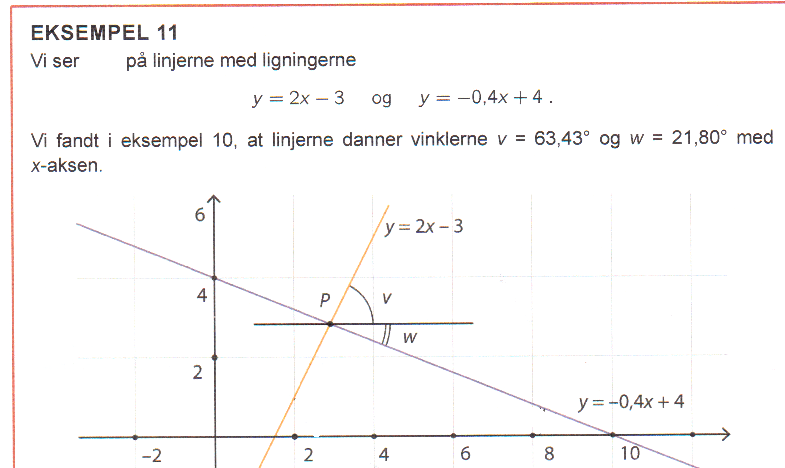 EKSEMPEL 11
Vi ser på linjerne med ligningerne
y = 2x – 3 og y = –0,4x + 4 .
Vi fandt i eksempel 10, at linjerne danner vinklerne v = 63,43° og w = 21,80° med
x-aksen.
6
y = 2x – 3
4
P
v
w
2
y = –0,4x + 4
–2
2
4
6
8
10